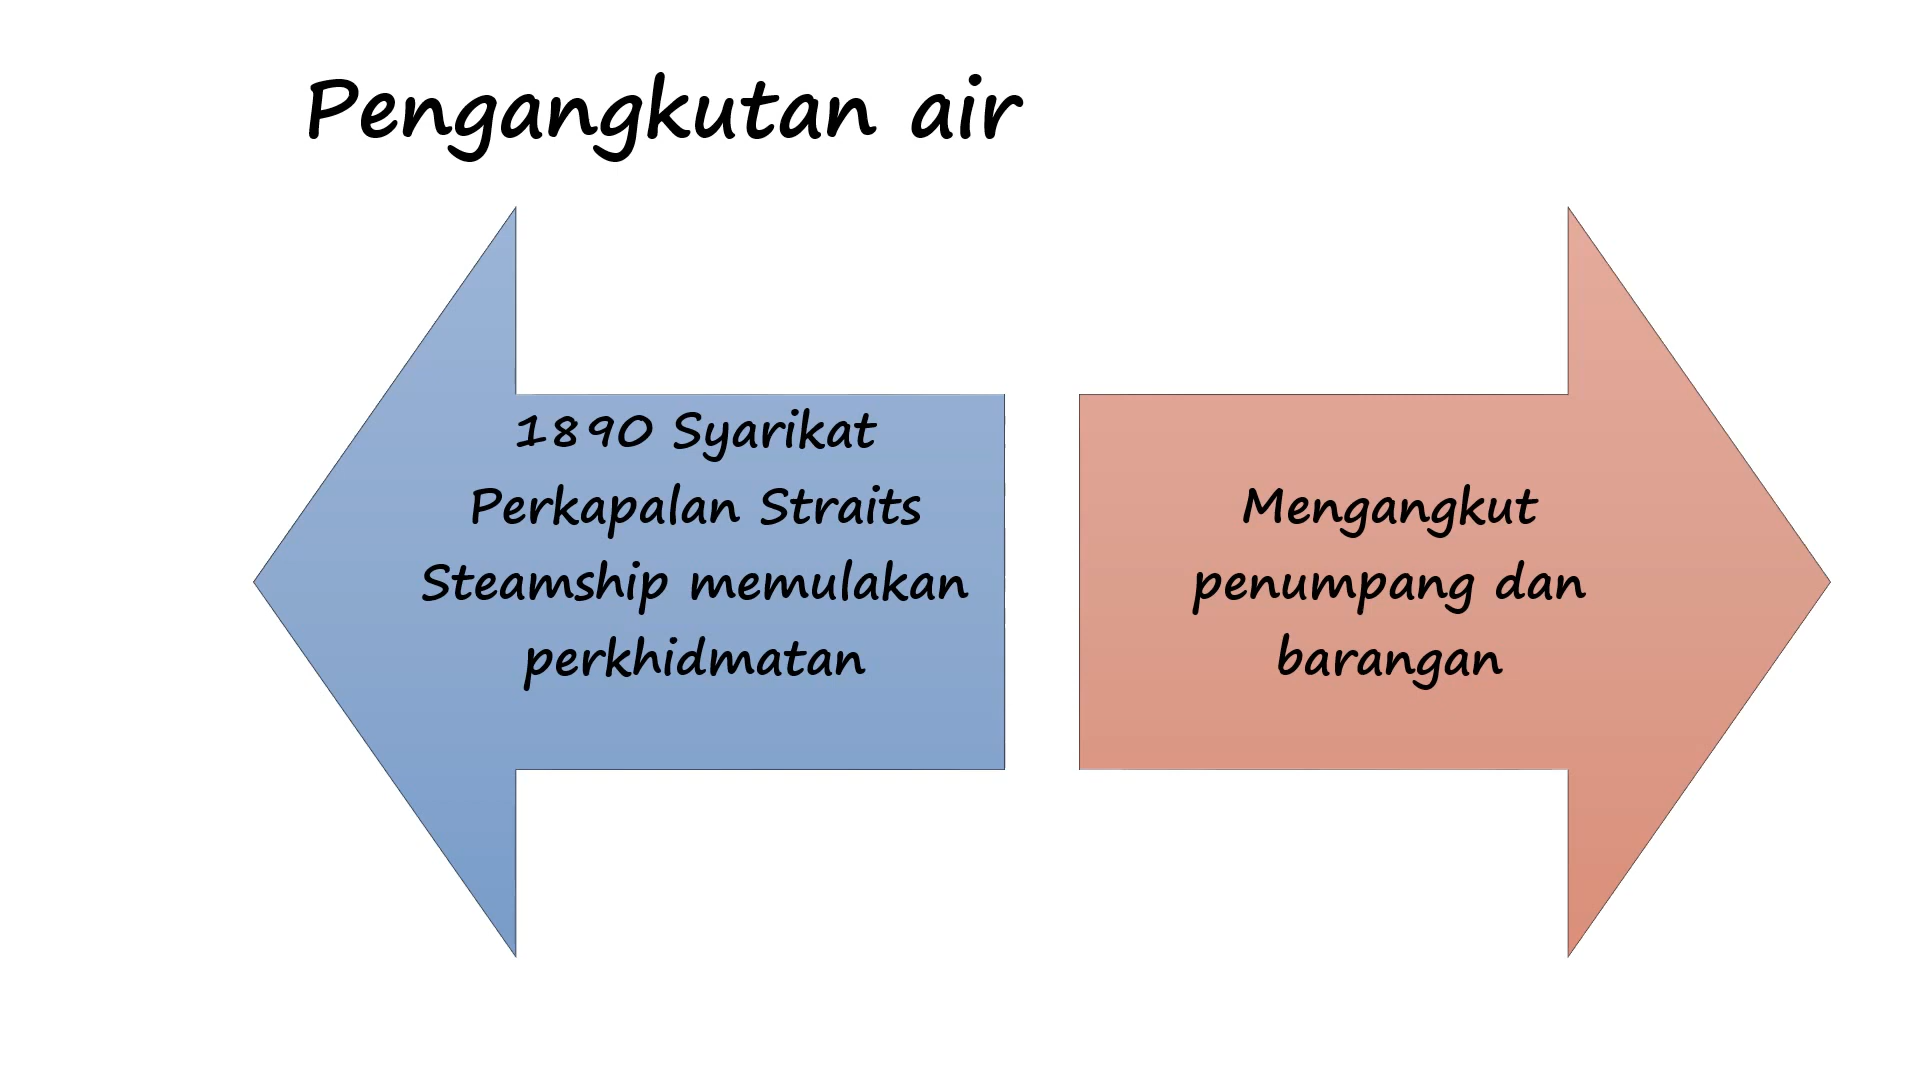 Pengangkutan air
1890 Syarikat
Perkapalan Straits
Steamship memulakan
perkhidmatan
Mengangkut
penumpang dan
barangan